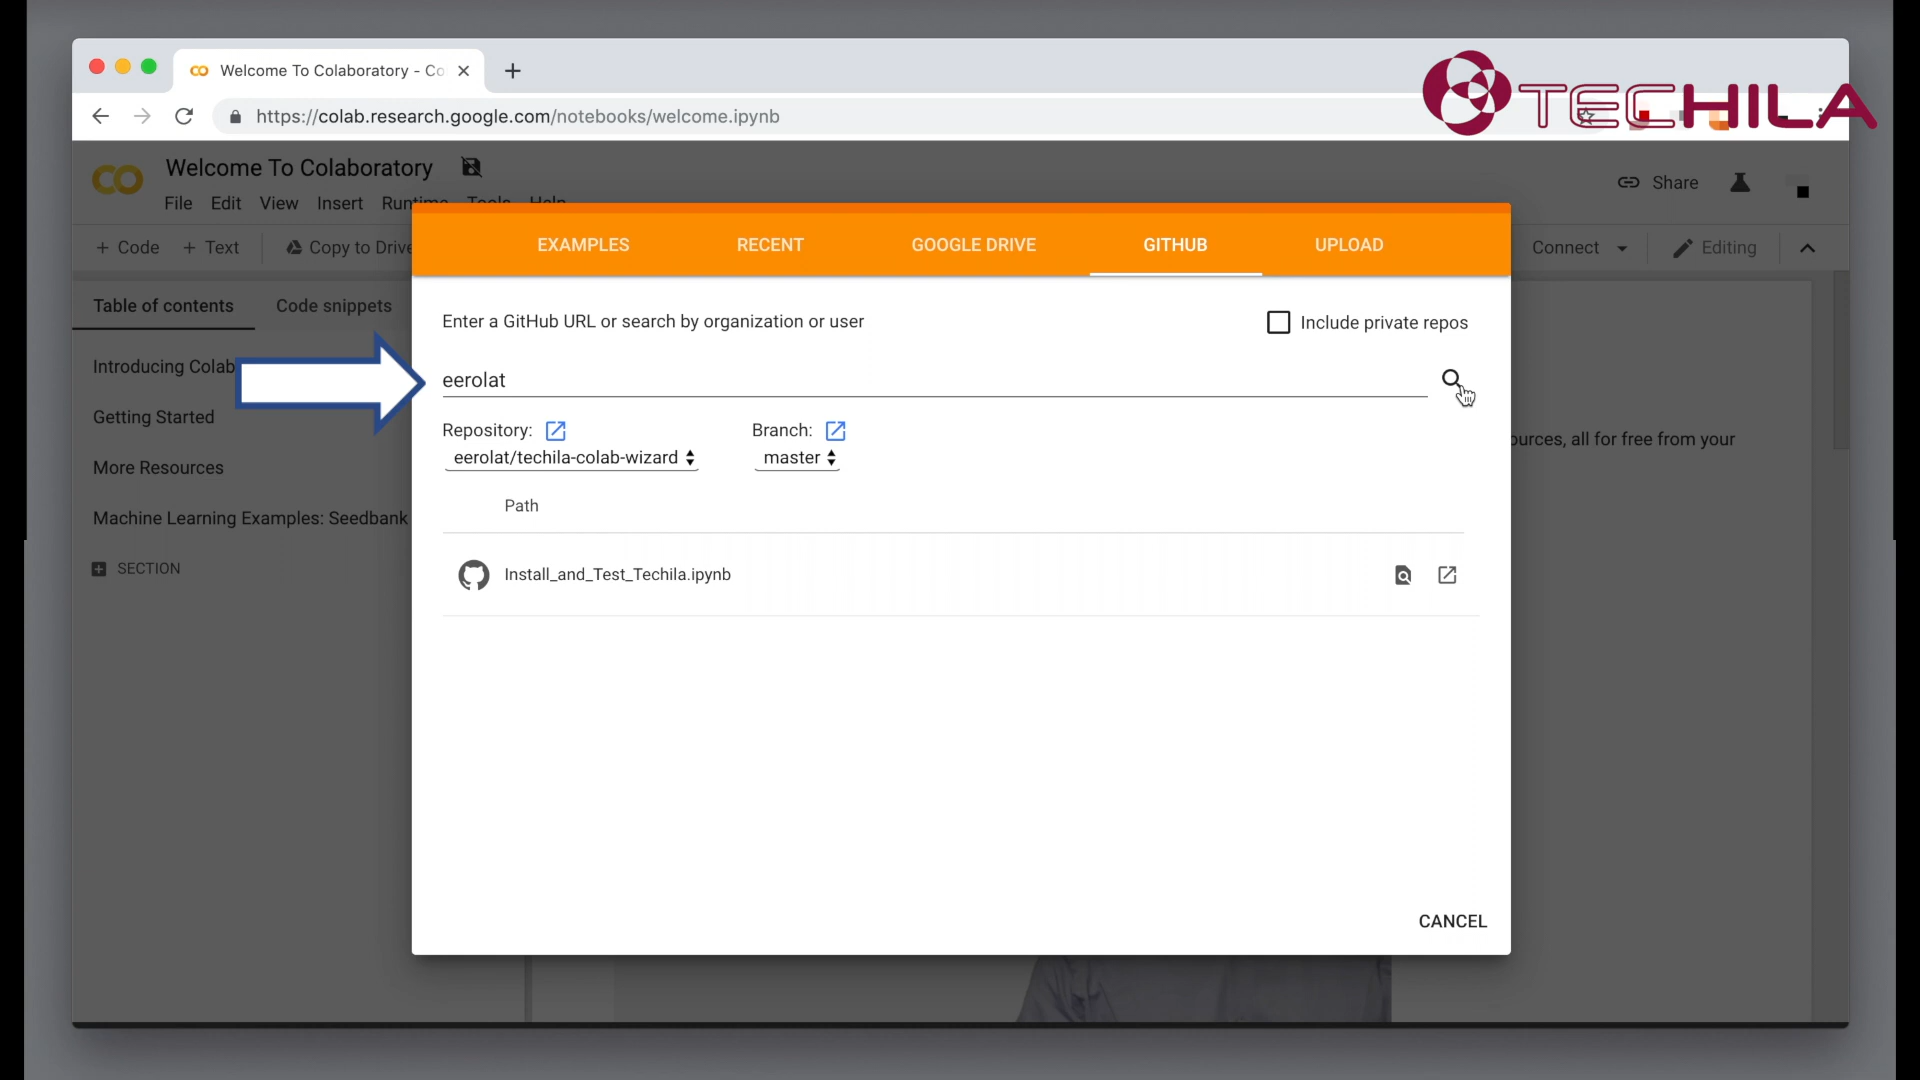 Welcome To Colaboratory - Co
TECHILA
https://colab.research.google.com/notebooks/welcome.ipynb
Welcome To Colaboratory
File Edit View Insert Runtime Tools Help
Share
+ Code + Text Copy to Drive
Connect
Editing
EXAMPLES RECENT GOOGLE DRIVE GITHUB UPLOAD
Table of contents Code snippets
Enter a GitHub URL or search by organization or user
Include private repos
Introducing Colab
eerolat
Getting Started
Repository: Branch:
ources, all for free from your
eerolat/techila-colab-wizard master
More Resources
Path
Machine Learning Examples: Seedbank
SECTION
Install_and_Test_Techila.ipynb
CANCEL